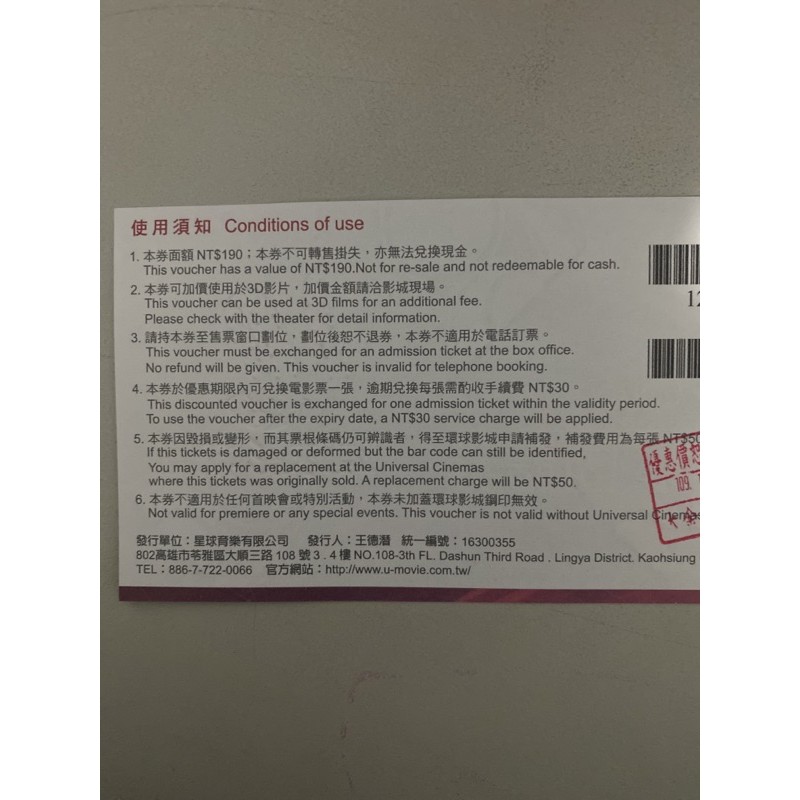 使用須知 Conditions of use
1. 本券面額 NT$190；本券不可轉售掛失，亦無法兌換現金。
This voucher has a value of NT$190.Not for re-sale and not redeemable for cash.
2. 本券可加價使用於3D影片，加價金額請洽影城現場。
This voucher can be used at 3D films for an additional fee.
Please check with the theater for detail information.
3. 請持本券至售票窗口劃位，劃位後恕不退券，本券不適用於電話訂票。
This voucher must be exchanged for an admission ticket at the box office.
No refund will be given. This voucher is invalid for telephone booking.
4. 本券於優惠期限內可兌換電影票一張，逾期兌換每張需酌收手續費 NT$30。
This discounted voucher is exchanged for one admission ticket within the validity period.
To use the voucher after the expiry date, a NT$30 service charge will be applied.
5. 本券因毀損或變形，而其票根條碼仍可辨識者，得至環球影城申請補發，補發費用為每張 NT$50
If this tickets is damaged or deformed but the bar code can still be identified,
You may apply for a replacement at the Universal Cinemas
where this tickets was originally sold. A replacement charge will be NT$50.
6. 本券不適用於任何首映會或特別活動，本券未加蓋環球影城鋼印無效。
Not valid for premiere or any special events. This voucher is not valid without Universal Cinemas
發行單位：星球育樂有限公司 發行人：王德潛 統一編號：16300355
802高雄市苓雅區大順三路 108 號 3．4 樓 NO.108-3th FL. Dashun Third Road . Lingya District. Kaohsiung
TEL：886-7-722-0066 官方網站：http://www.u-movie.com.tw/
12
優惠價
109.